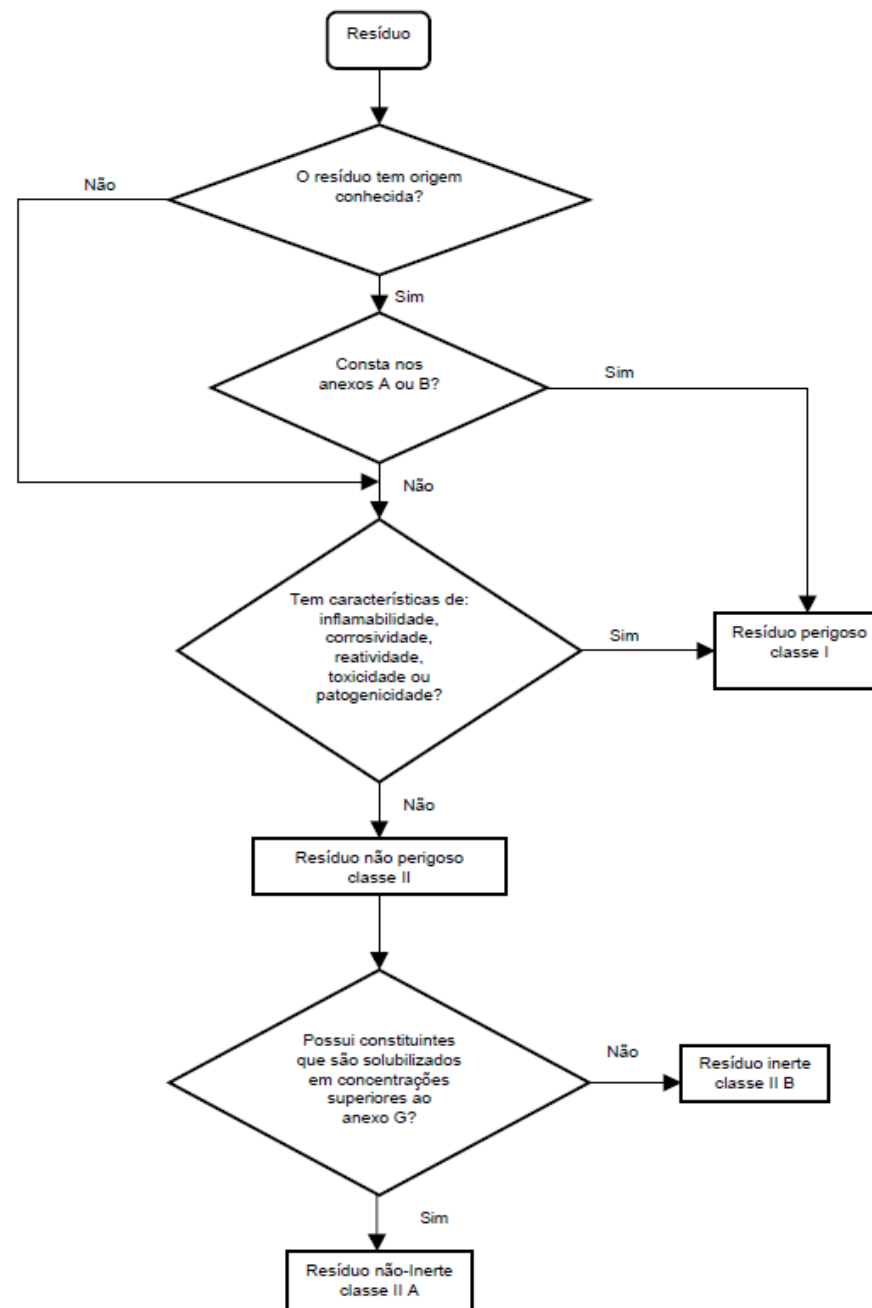 Resíduo
O resíduo tem origem
conhecida?
Não
Sim
Consta nos
anexos A ou B?
Sim
Não
Tem características de:
inflamabilidade,
corrosividade,
reatividade,
toxicidade ou
patogenicidade?
Sim
Resíduo perigoso
classe I
Não
Resíduo não perigoso
classe II
Possui constituintes
que são solubilizados
em concentrações
superiores ao
anexo G?
Não
Resíduo inerte
classe II B
Sim
Resíduo não-Inerte
classe II A